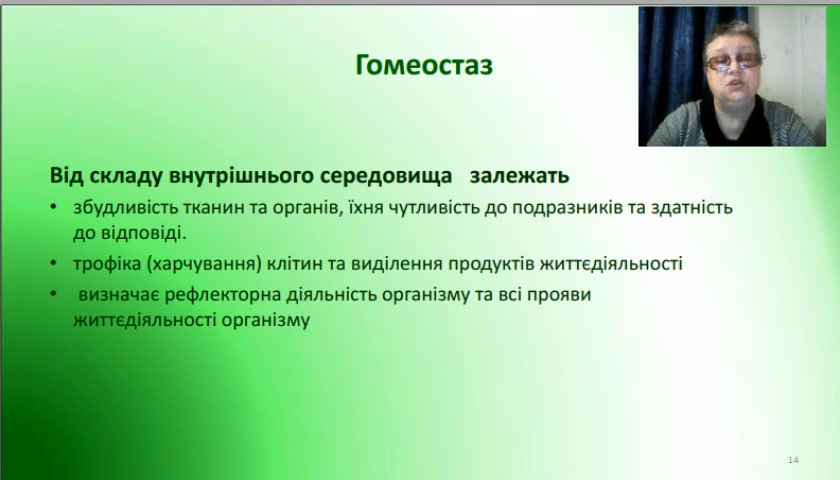 Гомеостаз
Від складу внутрішнього середовища залежать
• збудливість тканин та органів, їхня чутливість до подразників та здатність
до відповіді.
• трофіка (харчування) клітин та виділення продуктів життєдіяльності
• визначає рефлекторна діяльність організму та всі прояви
життєдіяльності організму
14